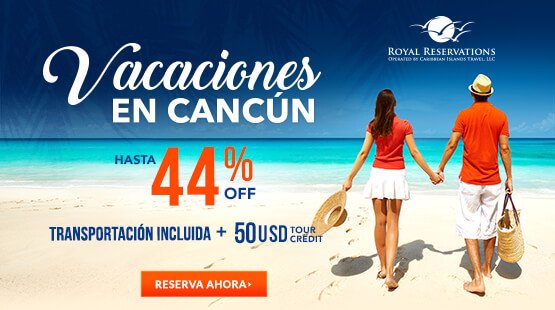 Vacaciones
EN CANCÚN
ROYAL RESERVATIONS
OPERATED BY CARIBBEAN ISLANDS TRAVEL, LLC
HASTA
44% OFF
TRANSPORTACIÓN INCLUIDA + 50 USD TOUR CREDIT
RESERVA AHORA